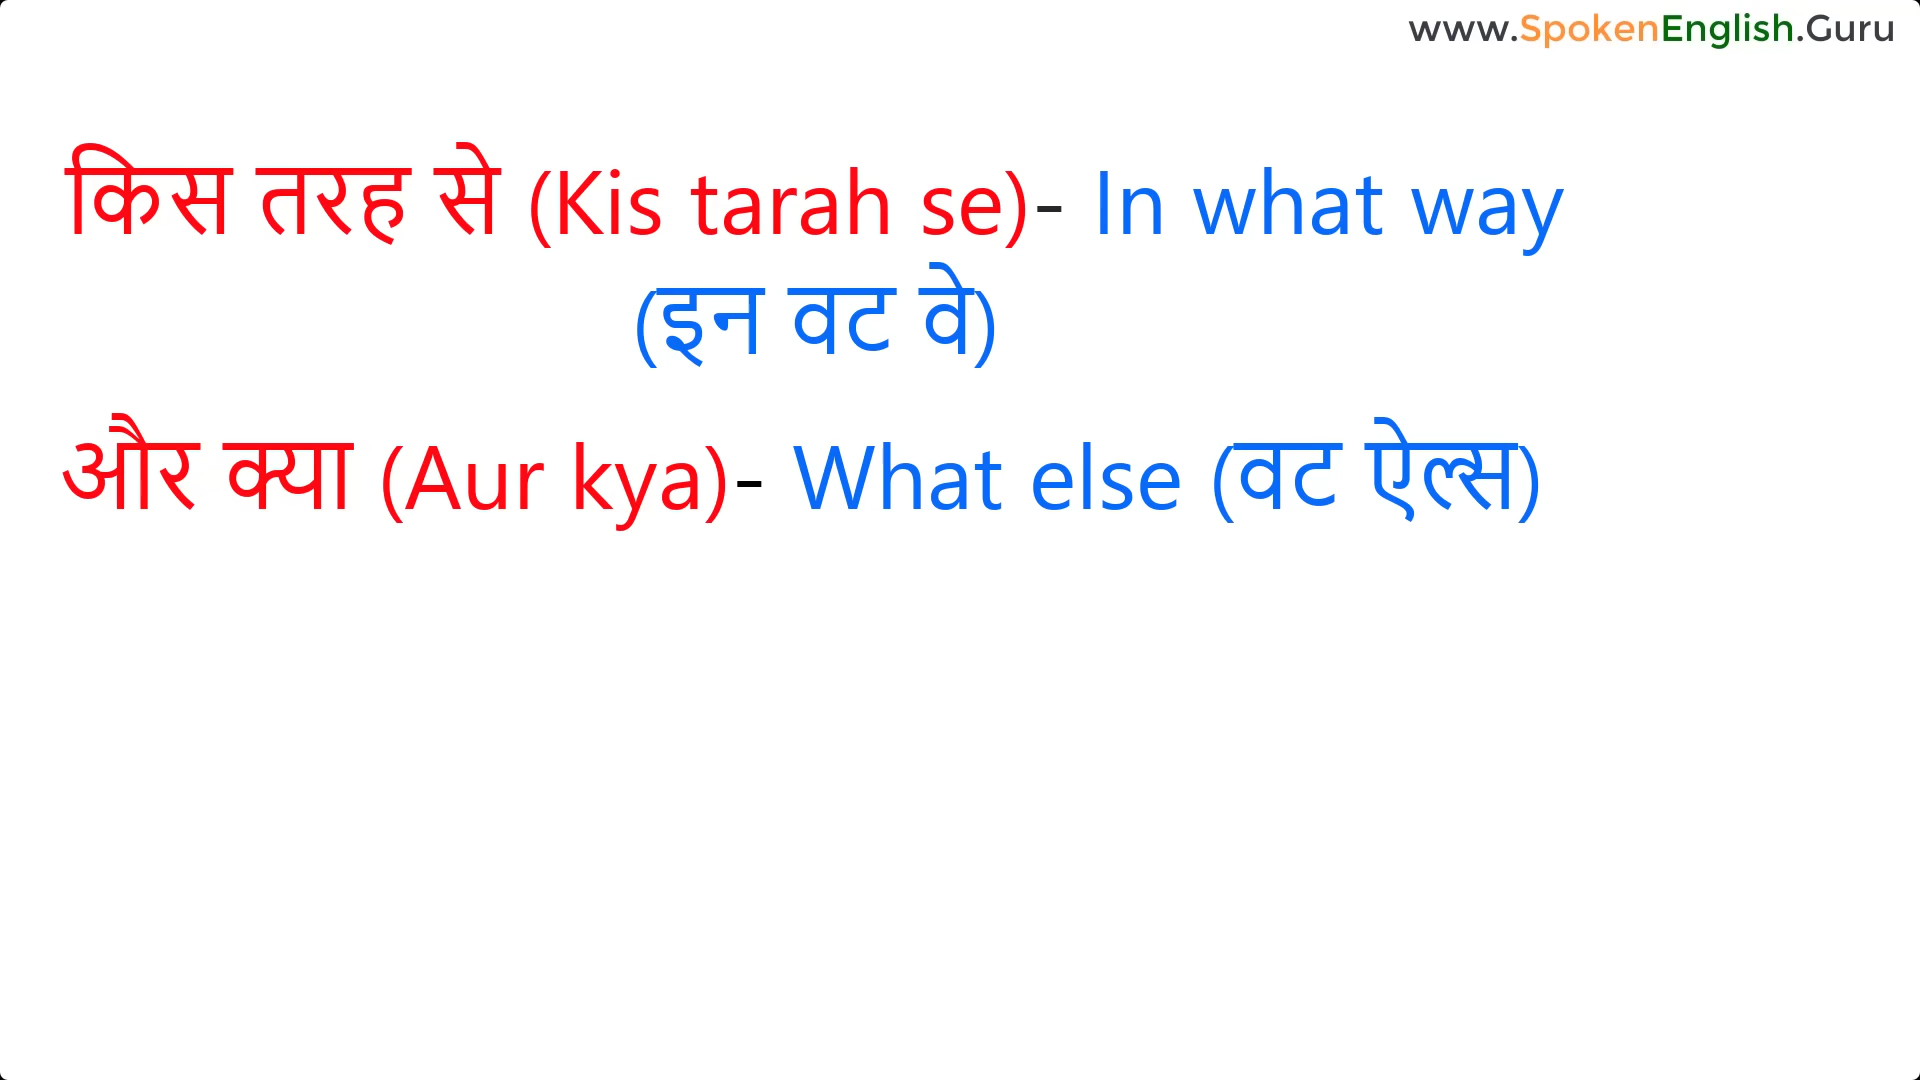 www.SpokenEnglish.Guru
किस तरह से (Kis tarah se)- In what way
(इन वट वे)
और क्या (Aur kya)- What else (वट ऐल्स)